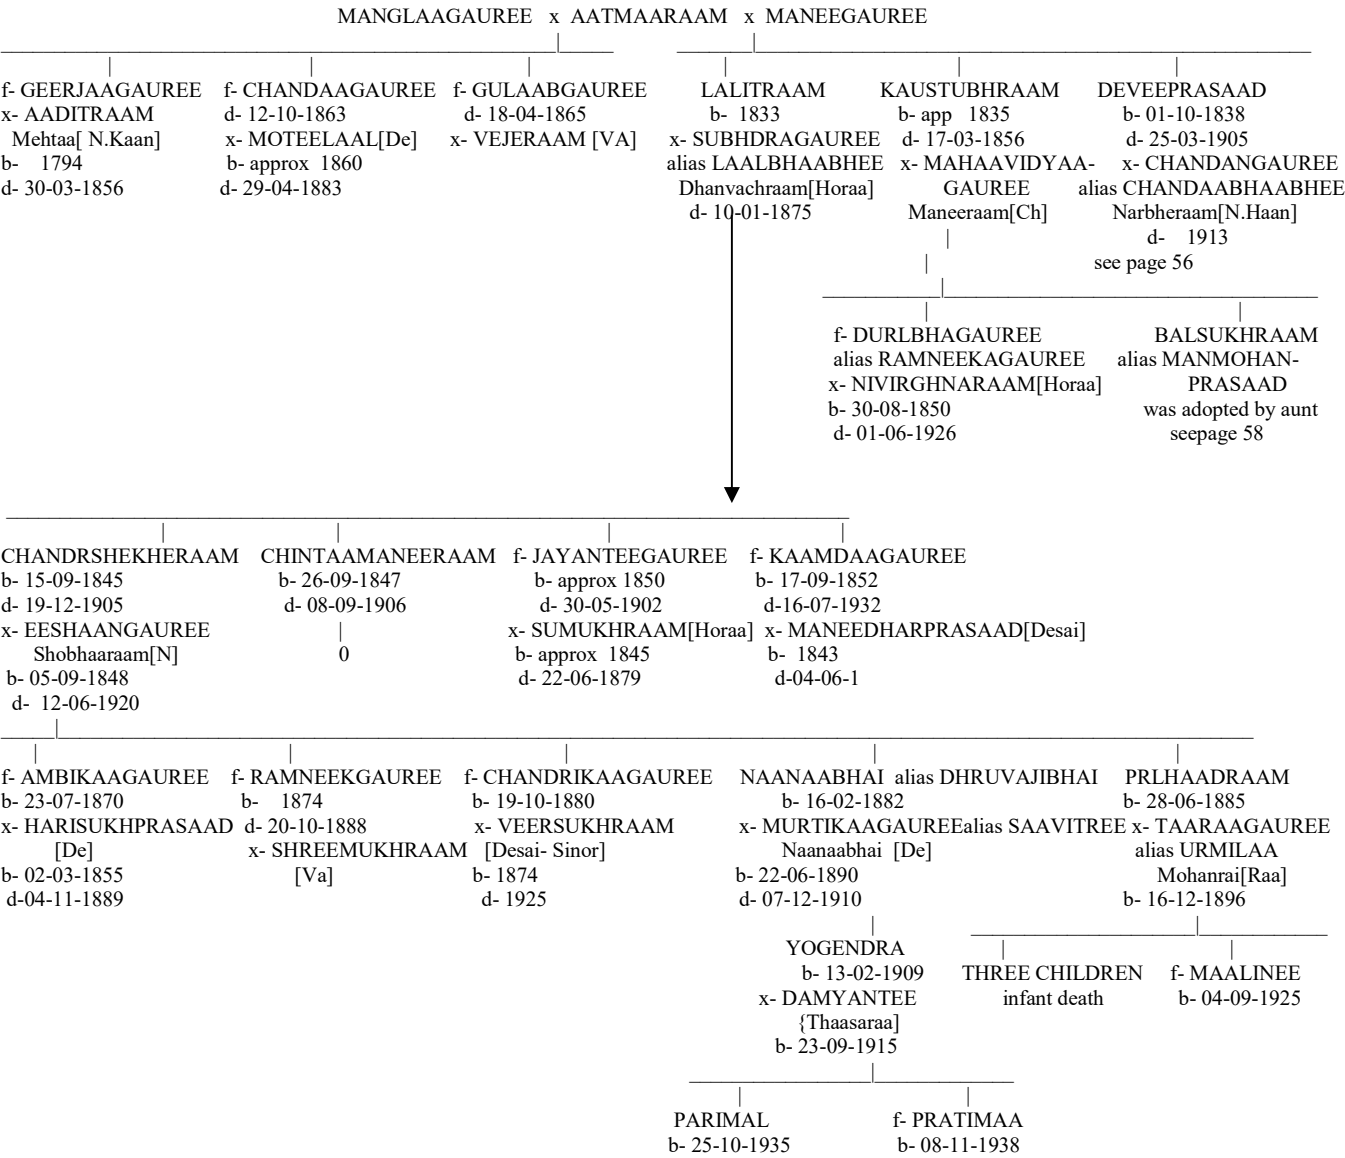 MANGLAAGAUREE x AATMAARAAM x MANEEGAUREE
f- GEERJAAGAUREE f- CHANDAAGAUREE f- GULAABGAUREE LALITRAAM KAUSTUBHRAAM DEVEEPRASAAD
x- AADITRAAM d- 12-10-1863 d- 18-04-1865 b- 1833 b- app 1835 b- 01-10-1838
Mehtaa[ N.Kaan] x- MOTEELAAL[De] x- VEJERAAM [VA] x- SUBHDRAGAUREE d- 17-03-1856 d- 25-03-1905
b- 1794 b- approx 1860 alias LAALBHAABHEE x- MAHAAVIDYAA- x- CHANDANGAUREE
d- 30-03-1856 d- 29-04-1883 Dhanvachraam[Horaa] GAUREE alias CHANDAABHAABHEE
d- 10-01-1875 Maneeraam[Ch] Narbheraam[N.Haan]
d- 1913
see page 56
f- DURLBHAGAUREE BALSUKHRAAM
alias RAMNEEKAGAUREE alias MANMOHAN-
x- NIVIRGHNARAAM[Horaa] PRASAAD
b- 30-08-1850 was adopted by aunt
d- 01-06-1926 seepage 58
CHANDRSHEKHERAAM CHINTAAMANEERAAM f- JAYANTEEGAUREE f- KAAMDAAGAUREE
b- 15-09-1845 b- 26-09-1847 b- approx 1850 b- 17-09-1852
d- 19-12-1905 d- 08-09-1906 d- 30-05-1902 d-16-07-1932
x- EESHAANGAUREE x- SUMUKHRAAM[Horaa] x- MANEEDHARPRASAAD[Desai]
Shobhaaraam[N] 0 b- approx 1845 b- 1843
b- 05-09-1848 d- 22-06-1879 d-04-06-1
d- 12-06-1920
f- AMBIKAAGAUREE f- RAMNEEKGAUREE f- CHANDRIKAAGAUREE NAANAABHAI alias DHRUVAJIBHAI PRLHAADRAAM
b- 23-07-1870 b- 1874 b- 19-10-1880 b- 16-02-1882 b- 28-06-1885
x- HARISUKHPRASAAD d- 20-10-1888 x- VEERSUKHRAAM x- MURTIKAAGAUREEalias SAAVITREE x- TAARAAGAUREE
[De] x- SHREEMUKHRAAM [Desai- Sinor] Naanaabhai [De] alias URMILAA
b- 02-03-1855 [Va] b- 1874 b- 22-06-1890 Mohanrai[Raa]
d-04-11-1889 d- 1925 d- 07-12-1910 b- 16-12-1896
YOGENDRA
b- 13-02-1909 THREE CHILDREN f- MAALINEE
x- DAMYANTEE infant death b- 04-09-1925
{Thaasaraa]
b- 23-09-1915
PARIMAL f- PRATIMAA
b- 25-10-1935 b- 08-11-1938